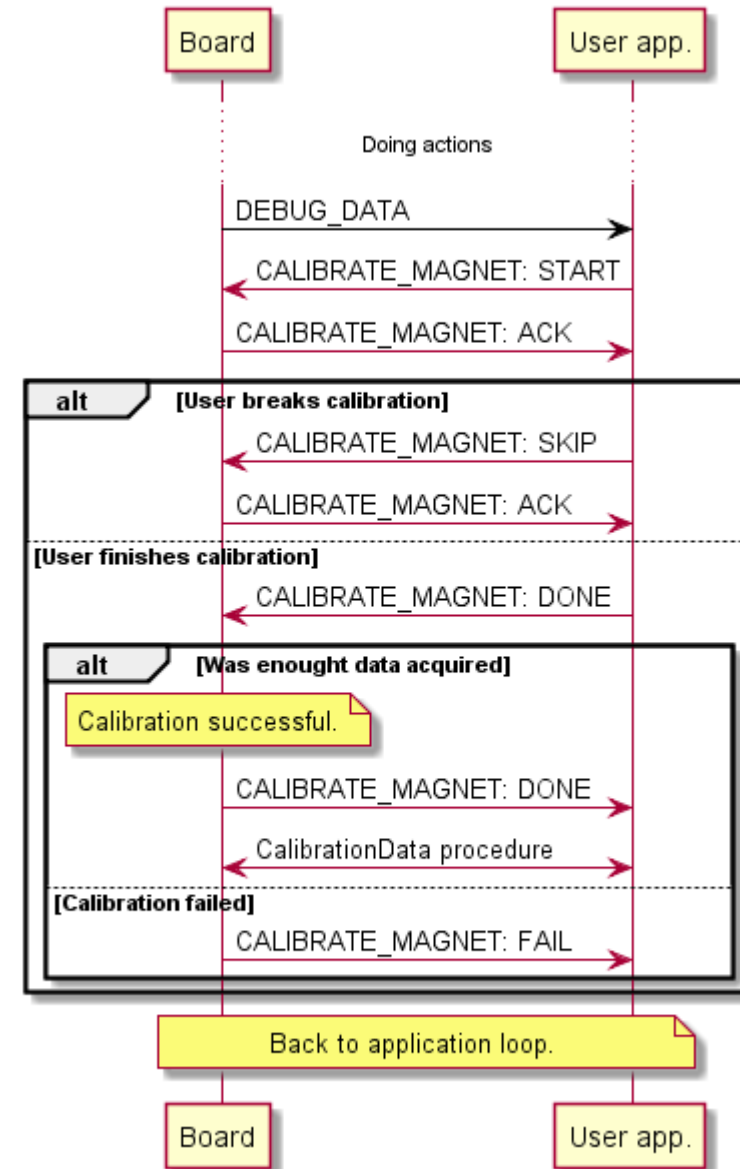 Board
User app.
Doing actions
DEBUG_DATA
CALIBRATE_MAGNET: START
CALIBRATE_MAGNET: ACK
alt
[User breaks calibration]
CALIBRATE_MAGNET: SKIP
CALIBRATE_MAGNET: ACK
[User finishes calibration]
CALIBRATE_MAGNET: DONE
alt
[Was enought data acquired]
Calibration successful.
CALIBRATE_MAGNET: DONE
CalibrationData procedure
[Calibration failed]
CALIBRATE_MAGNET: FAIL
Back to application loop.
Board
User app.